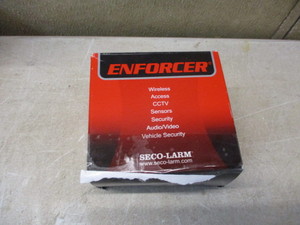 ENFORCER
Wireless
Access
CCTV
Sensors
Security
Audio/Video
Vehicle Security
SECO-LARM®
www.seco-larm.com